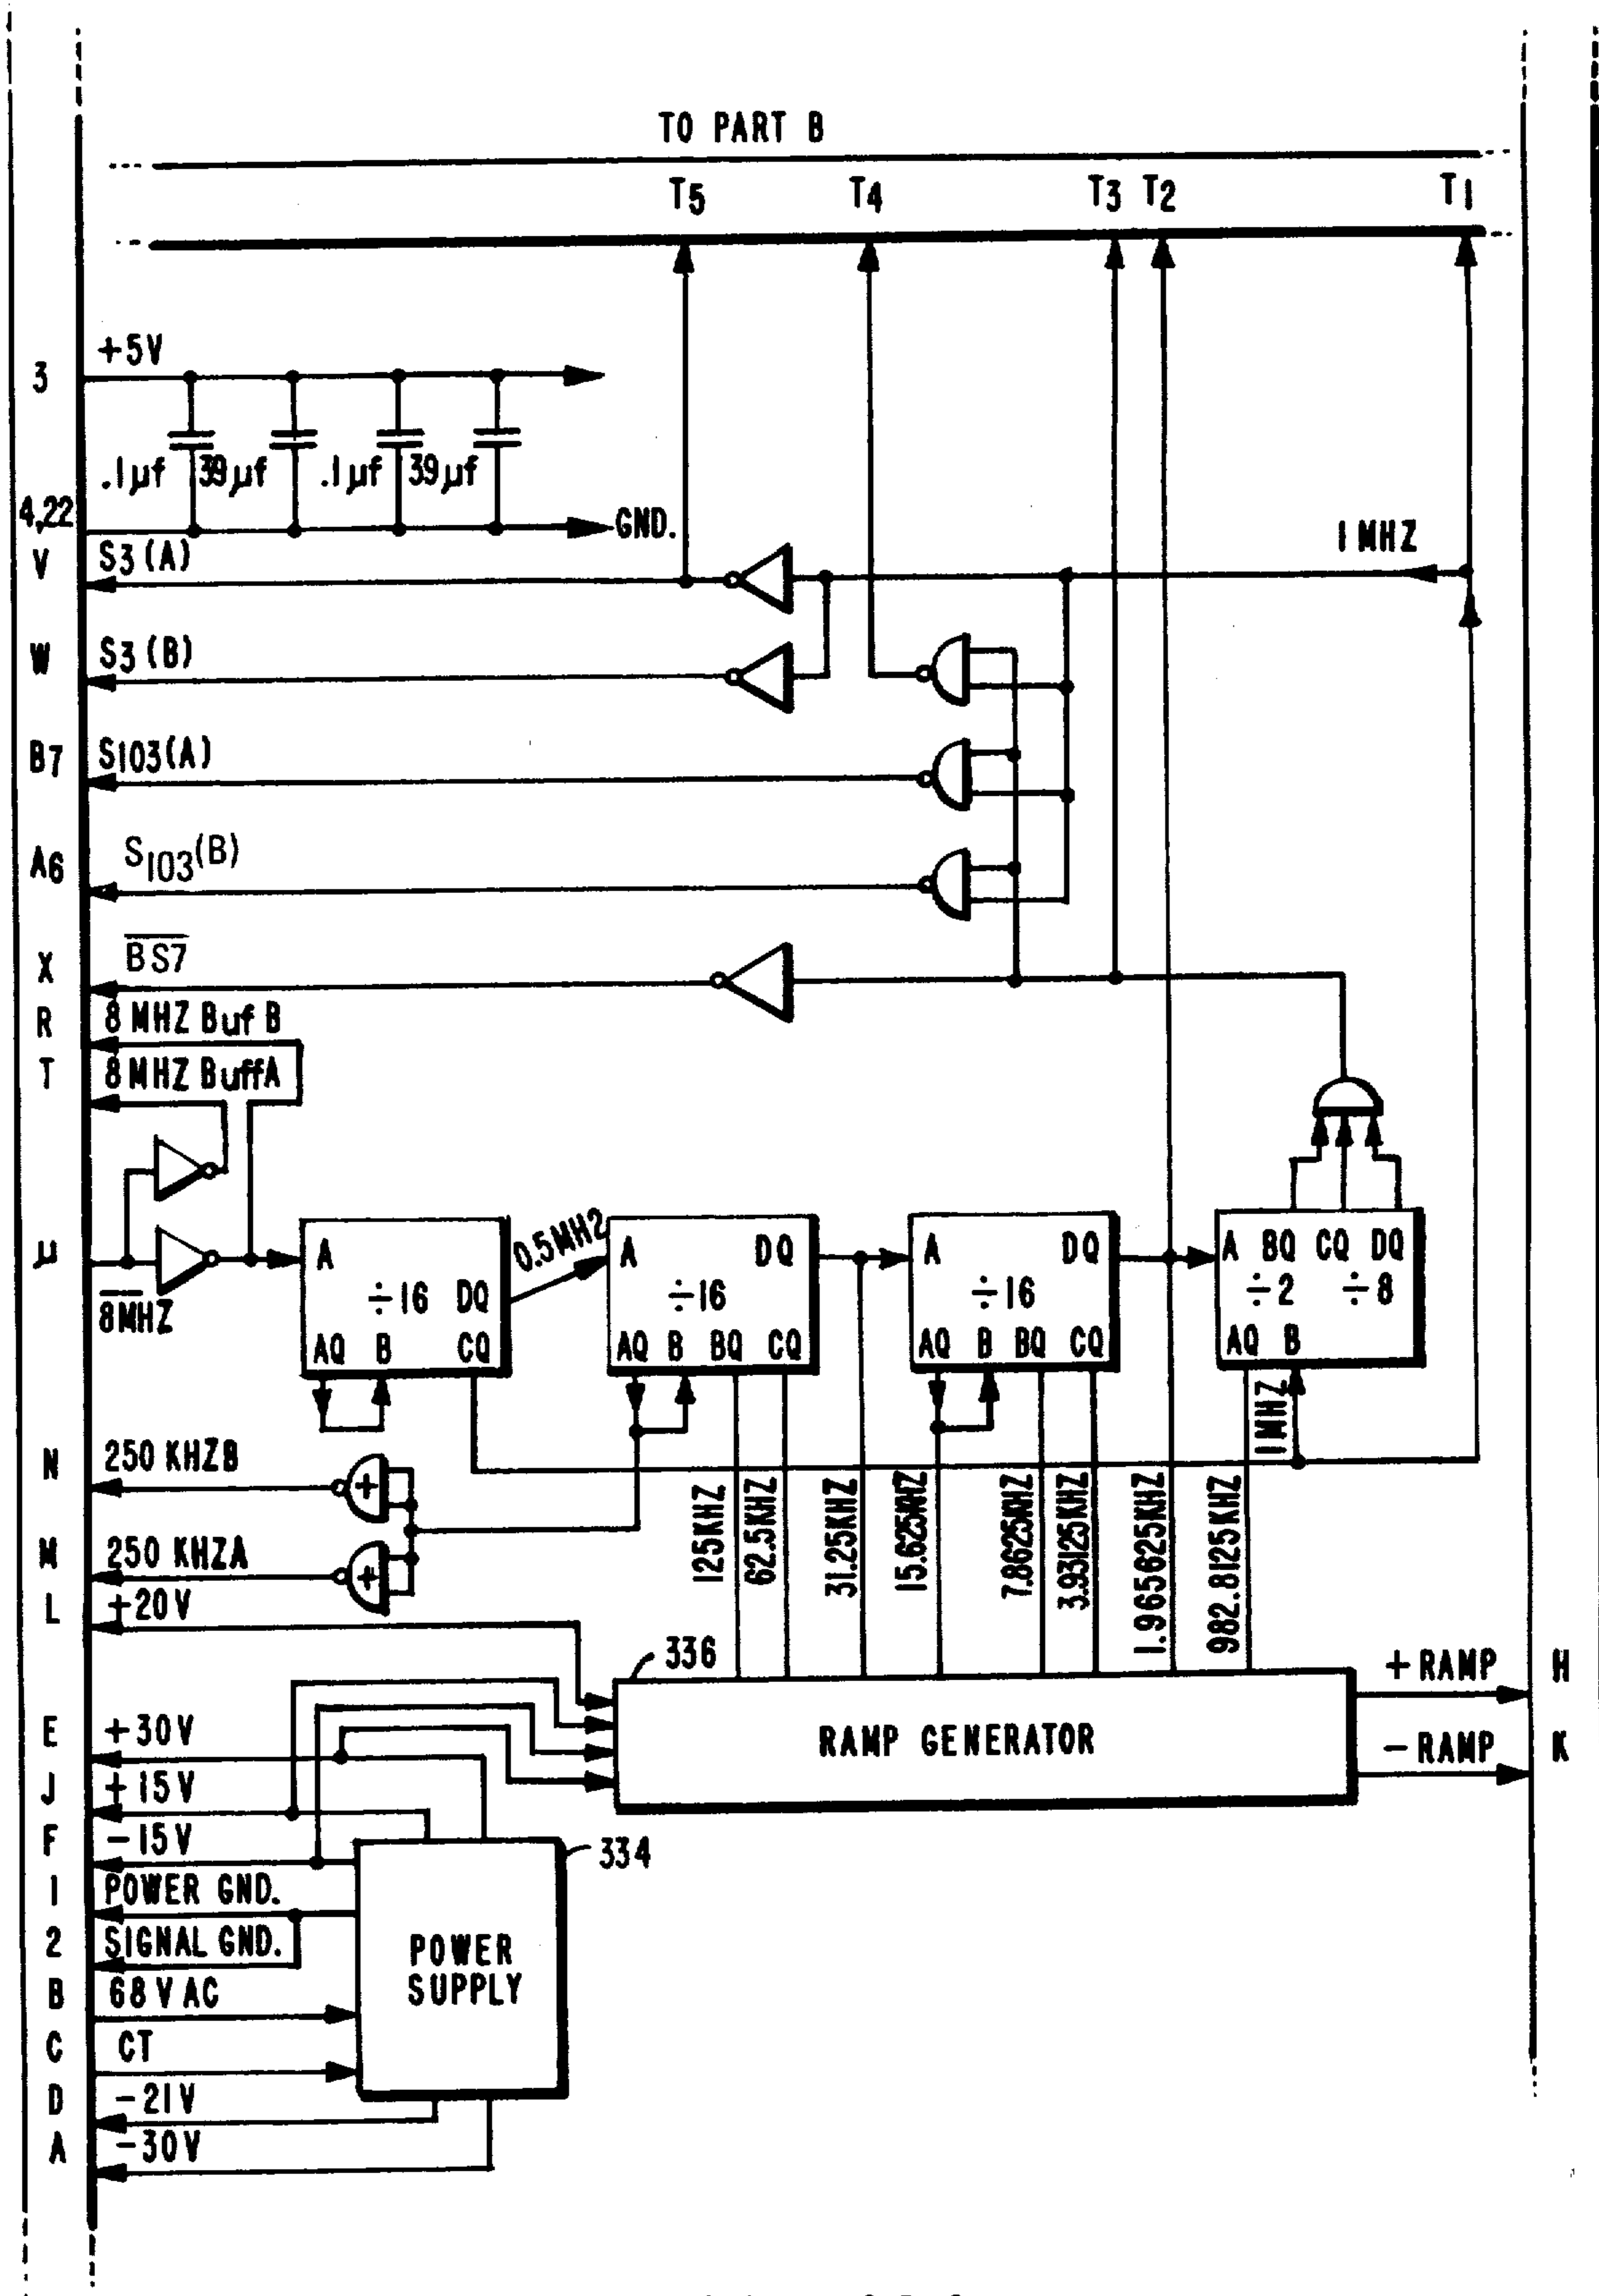 TO PART B
T5 T4 T3 T2 T1
3 +5V
.1µf 39µf .1µf 39µf
4,22 GND.
V S3(A) 1 MHZ
W S3(B)
B7 S103(A)
A6 S103(B)
X BS7
R 8 MHZ Buf B
T 8 MHZ BuffA
µ 8MHZ
A ÷16 DQ AQ B CQ
0.5MHZ
A DQ ÷16 AQ B BQ CQ
A DQ ÷16 AQ B BQ CQ
A BQ CQ DQ ÷2 ÷8 AQ B
1MHZ
N 250 KHZB
+
M 250 KHZA
+
125KHZ
62.5KHZ
31.25KHZ
15.625KHZ
7.8625KHZ
3.93125KHZ
1.965625KHZ
982.8125KHZ
L +20V
336
RAMP GENERATOR
+RAMP H
-RAMP K
E +30V
J +15V
F -15V
334
1 POWER GND.
2 SIGNAL GND.
POWER
SUPPLY
B 68VAC
C CT
D -21V
A -30V